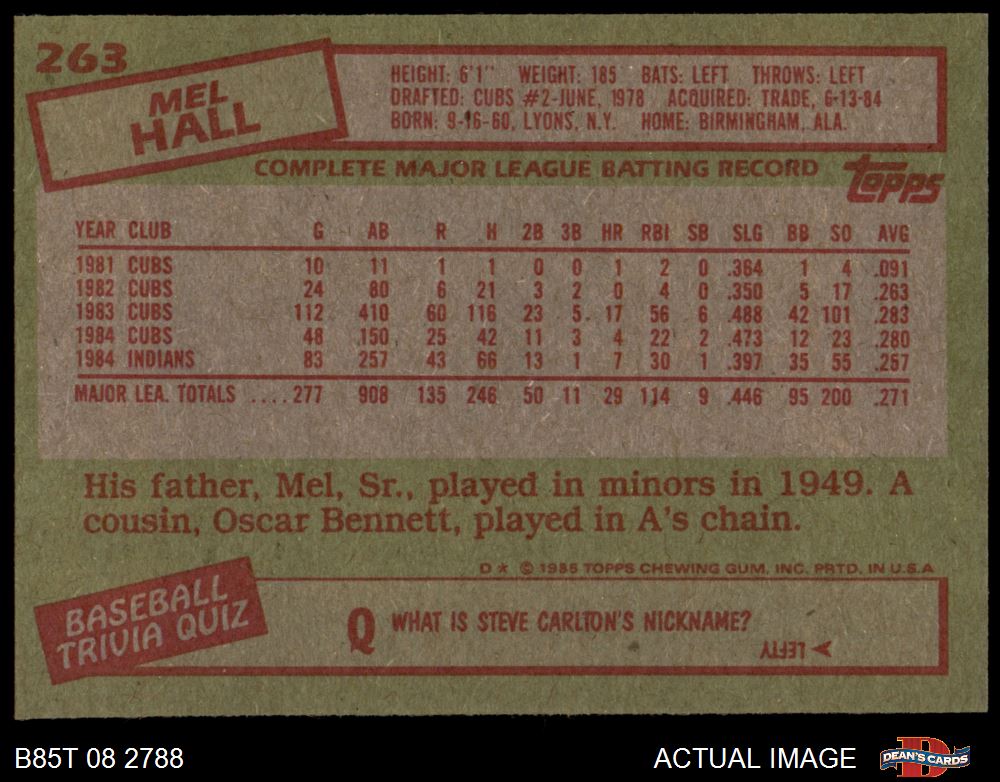 263
MEL
HALL
HEIGHT: 6'1" WEIGHT: 185 BATS: LEFT THROWS: LEFT
DRAFTED: CUBS #2-JUNE, 1978 ACQUIRED: TRADE, 6-13-84
BORN: 9-16-60, LYONS, N.Y. HOME: BIRMINGHAM, ALA.
COMPLETE MAJOR LEAGUE BATTING RECORD
topps
YEAR CLUB G AB R H 2B 3B HR RBI SB SLG BB SO AVG
1981 CUBS 10 11 1 1 0 0 1 2 0 .364 1 4 .091
1982 CUBS 24 80 6 21 3 2 0 4 0 .350 5 17 .263
1983 CUBS 112 410 60 116 23 5 17 56 6 .488 42 101 .283
1984 CUBS 48 150 25 42 11 3 4 22 2 .473 12 23 .280
1984 INDIANS 83 257 43 66 13 1 7 30 1 .397 35 55 .257
MAJOR LEA. TOTALS ....277 908 135 246 50 11 29 114 9 .446 95 200 .271
His father, Mel, Sr., played in minors in 1949. A
cousin, Oscar Bennett, played in A's chain.
D* © 1985 TOPPS CHEWING GUM, INC. PRTD. IN U.S.A
BASEBALL
TRIVIA QUIZ
Q WHAT IS STEVE CARLTON'S NICKNAME?
LEFTY
B85T 08 2788
ACTUAL IMAGE
D
DEAN'S CARDS